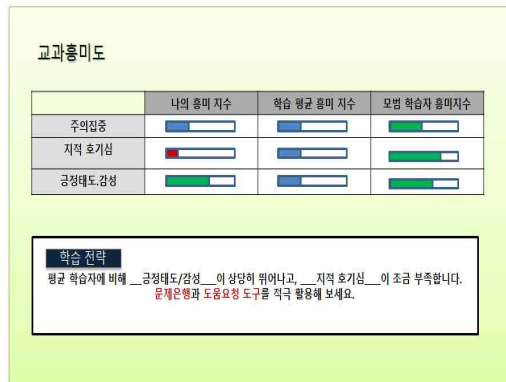 교과흥미도
나의 흥미 지수 학습 평균 흥미 지수 모범 학습자 흥미지수
주의집중
지적 호기심
긍정태도.감성
학습 전략
평균 학습자에 비해 __긍정태도/감성___이 상당히 뛰어나고, ___지적 호기심___이 조금 부족합니다.
문제은행과 도움요청 도구를 적극 활용해 보세요.